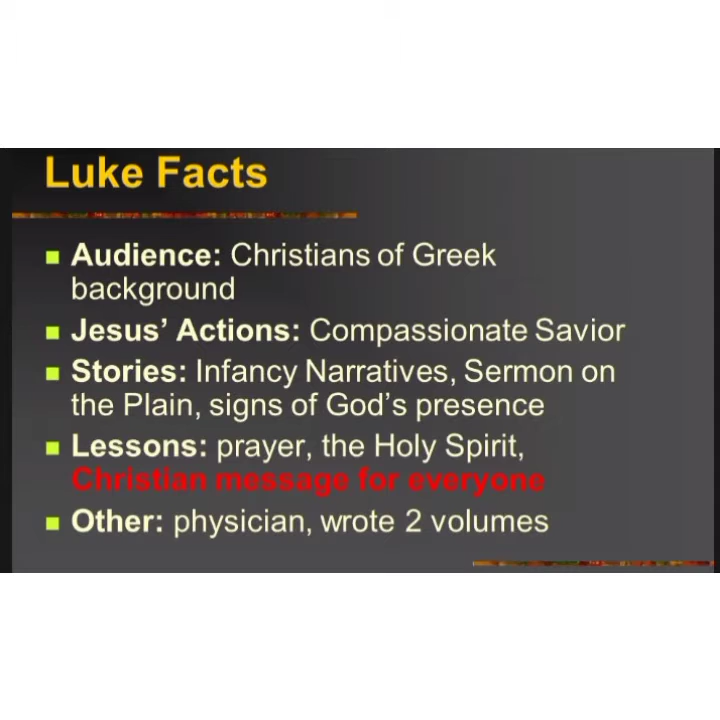 Luke Facts
Audience: Christians of Greek
background
Jesus’ Actions: Compassionate Savior
Stories: Infancy Narratives, Sermon on
the Plain, signs of God’s presence
Lessons: prayer, the Holy Spirit,
Christian message for everyone
Other: physician, wrote 2 volumes